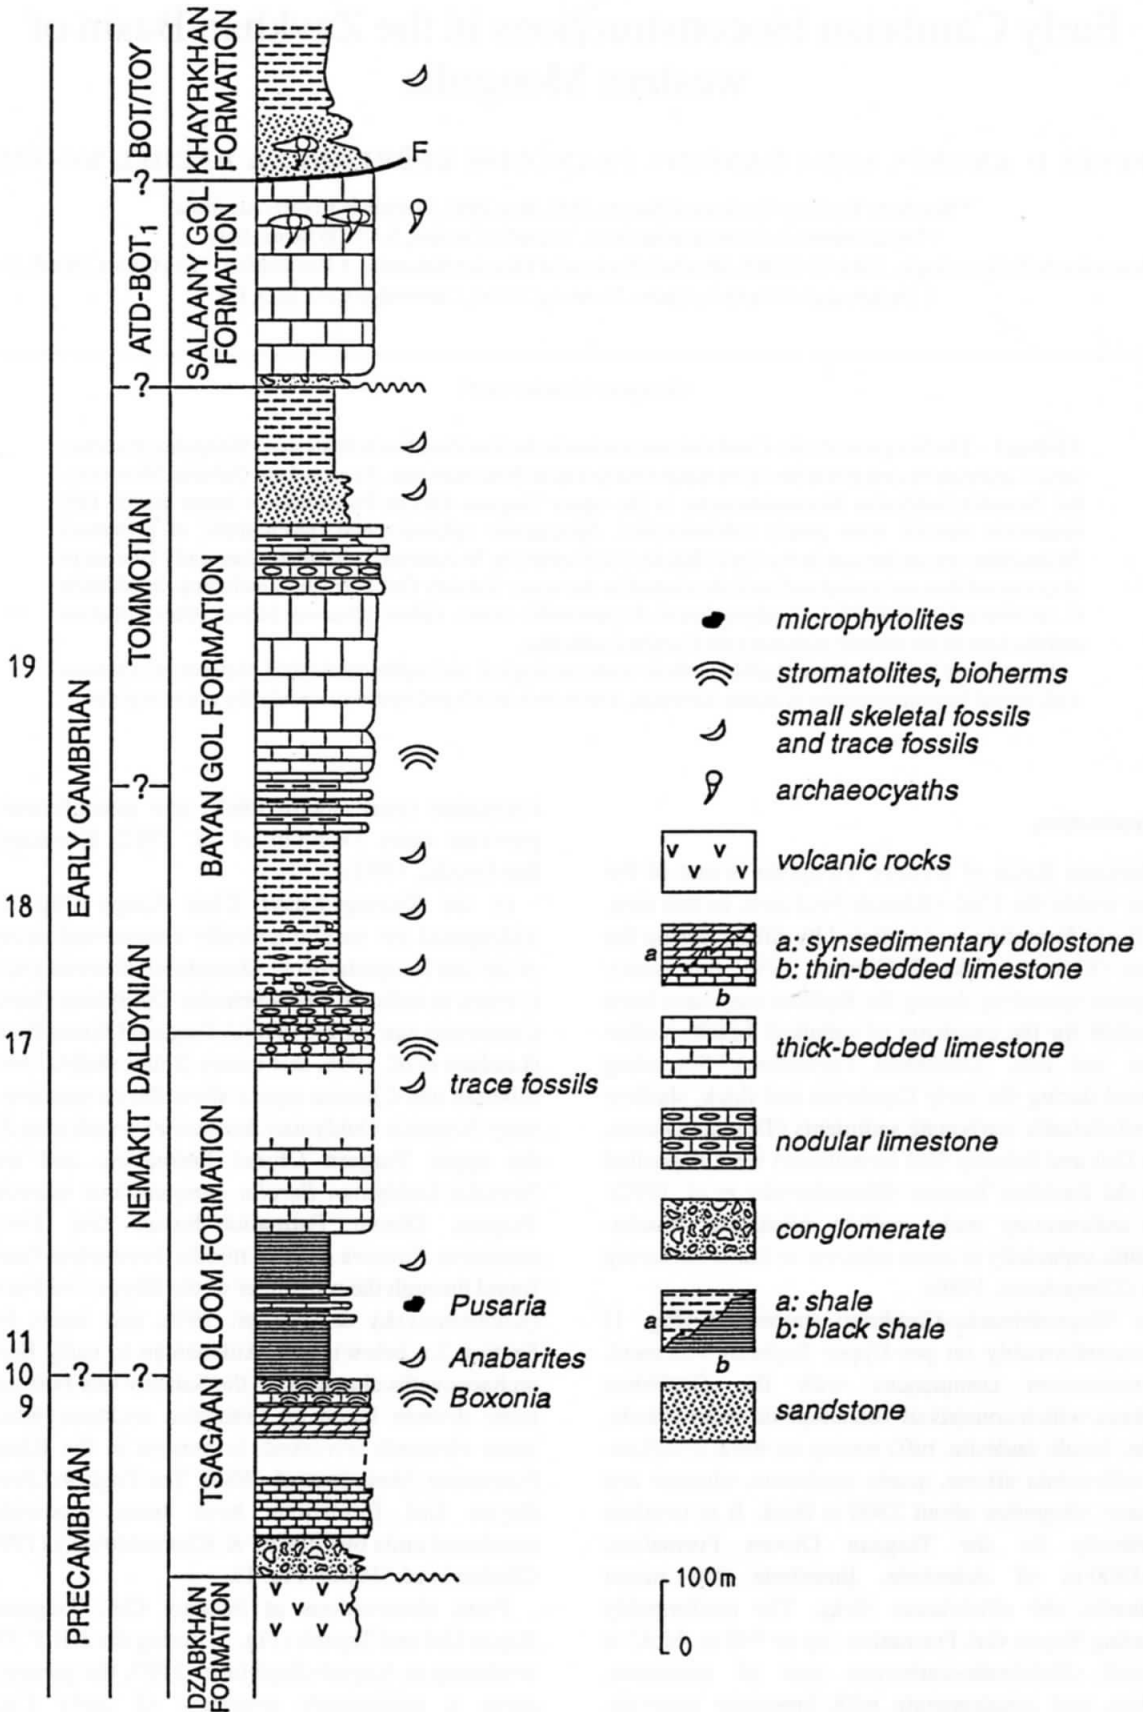 KHAYRKHAN
FORMATION
BOT/TOY
F
?
SALAANY GOL
FORMATION
ATD-BOT.1
?
TOMMOTIAN
19
EARLY CAMBRIAN
BAYAN GOL FORMATION
?
18
17
NEMAKIT DALDYNIAN
trace fossils
TSAGAN OLOOM FORMATION
Pusaria
11
Anabarites
10
?
?
9
Boxonia
PRECAMBRIAN
DZABKHAN
FORMATION
v v
v v v
microphytolites
stromatolites, bioherms
small skeletal fossils
and trace fossils
archaeocyaths
v v v
v v
volcanic rocks
a
b
a: synsedimentary dolostone
b: thin-bedded limestone
thick-bedded limestone
nodular limestone
conglomerate
a
b
a: shale
b: black shale
sandstone
100m
0